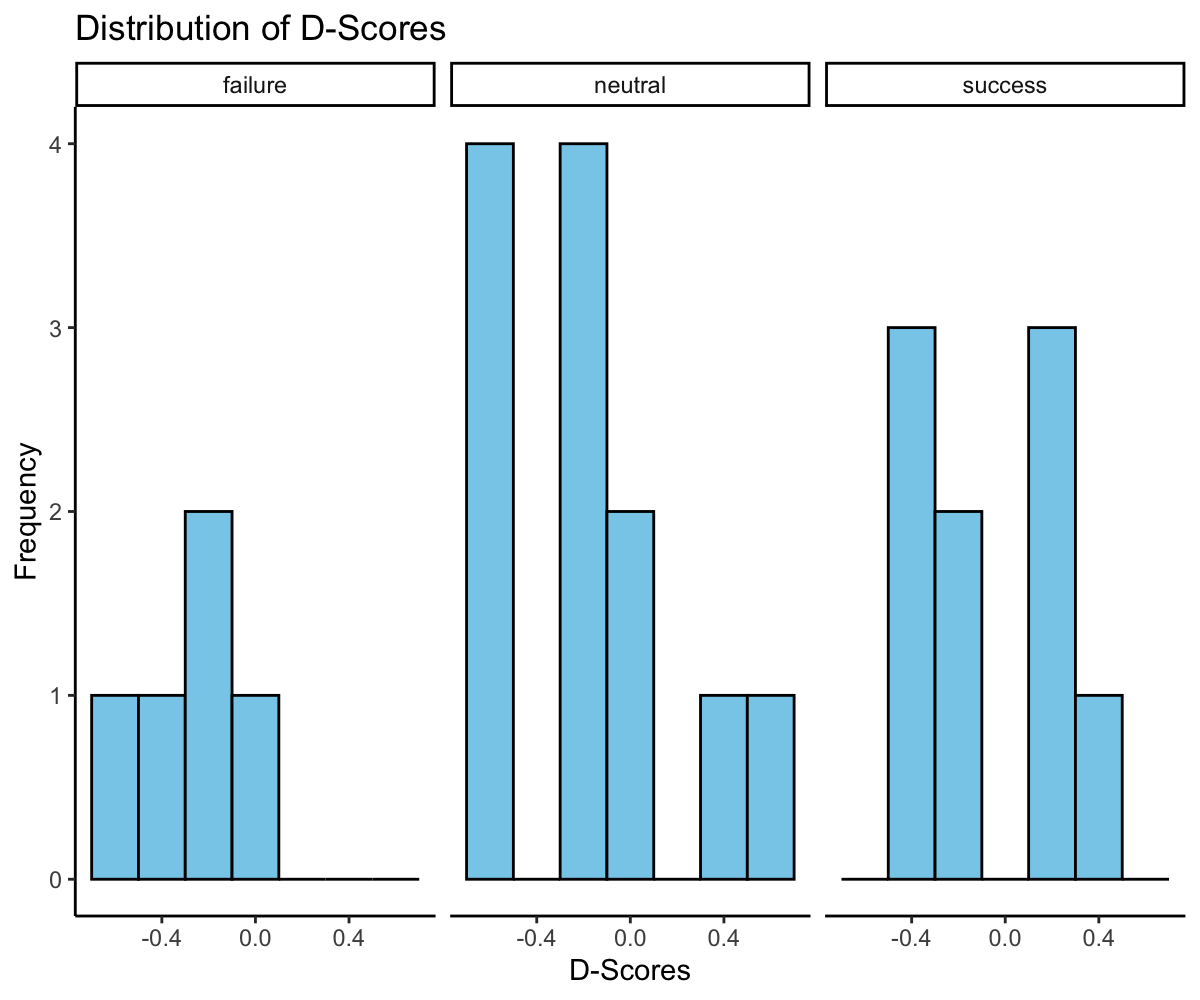 Distribution of D-Scores
failure neutral success
4
3
2
1
0
Frequency
-0.4 0.0 0.4 -0.4 0.0 0.4 -0.4 0.0 0.4
D-Scores